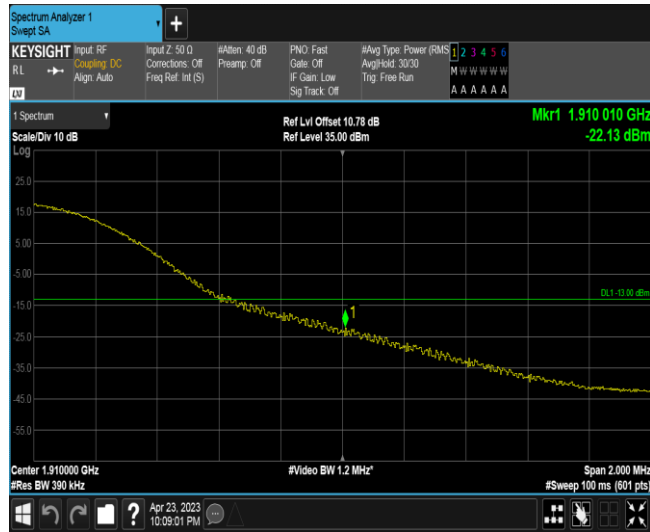 Spectrum Analyzer 1
Swept SA
KEYSIGHT
RL
LXI
Input: RF
Coupling: DC
Align: Auto
Input Z: 50 Ω
Corrections: Off
Freq Ref: Int (S)
#Atten: 40 dB
Preamp: Off
PNO: Fast
Gate: Off
IF Gain: Low
Sig Track: Off
#Avg Type: Power (RMS
Avg|Hold: 30/30
Trig: Free Run
1 2 3 4 5 6
M W W W W W
A A A A A A
1 Spectrum
Scale/Div 10 dB
Ref Lvl Offset 10.78 dB
Ref Level 35.00 dBm
Mkr1 1.910 010 GHz
-22.13 dBm
Log
25.0
15.0
5.00
-5.00
DL1 -13.00 dBm
-15.0
1
-25.0
-35.0
-45.0
-55.0
Center 1.910000 GHz
#Res BW 390 kHz
#Video BW 1.2 MHz*
Span 2.000 MHz
#Sweep 100 ms (601 pts)
?
Apr 23, 2023
10:09:01 PM